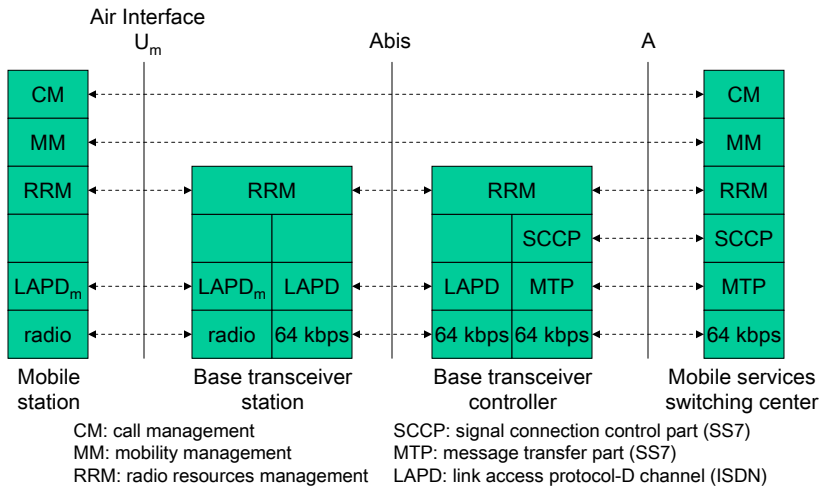 Air Interface
Um Abis A
CM CM
MM MM
RRM RRM RRM RRM
SCCP SCCP
LAPDm LAPDm LAPD LAPD MTP MTP
radio radio 64 kbps 64 kbps 64 kbps 64 kbps
Mobile Base transceiver Base transceiver Mobile services
station station controller switching center
CM: call management SCCP: signal connection control part (SS7)
MM: mobility management MTP: message transfer part (SS7)
RRM: radio resources management LAPD: link access protocol-D channel (ISDN)